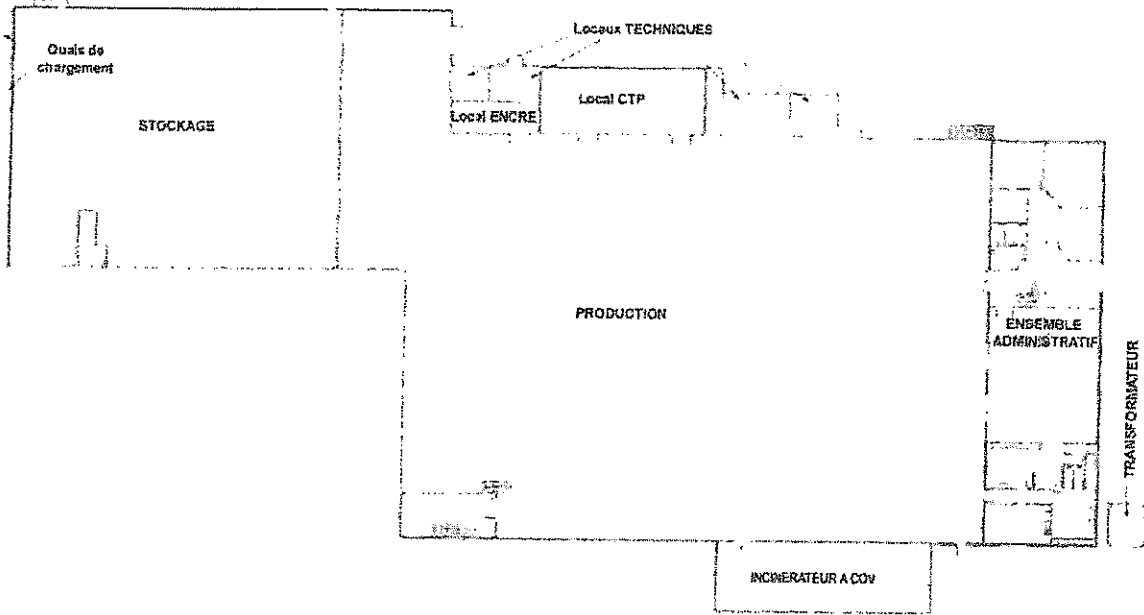 Locaux TECHNIQUES
Quais de
chargement
STOCKAGE
Local CTP
Local ENCRE
PRODUCTION
ENSEMBLE
ADMINISTRATIF
TRANSFORMATEUR
INCINERATEUR A COV